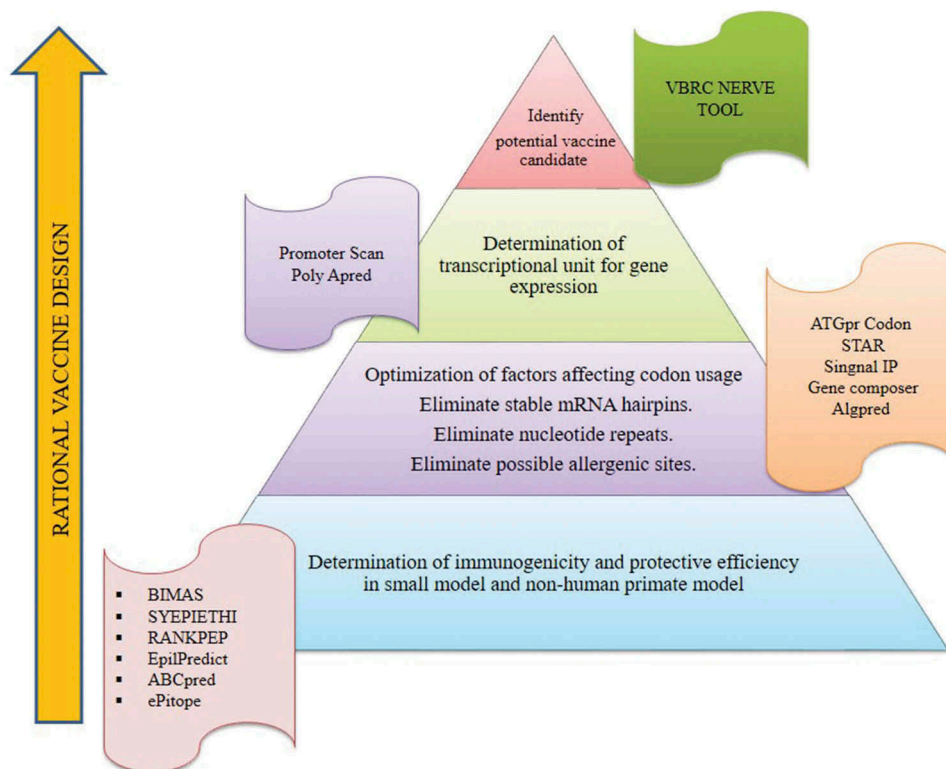 VBRC NERVE
TOOL
Identify
potential vaccine
candidate
Promoter Scan
Poly Apred
Determination of
transcriptional unit for gene
expression
ATGpr Codon
STAR
Singnal IP
Gene composer
Algpred
Optimization of factors affecting codon usage
Eliminate stable mRNA hairpins.
Eliminate nucleotide repeats.
Eliminate possible allergenic sites.
RATIONAL VACCINE DESIGN
Determination of immunogenicity and protective efficiency
in small model and non-human primate model
▪ BIMAS
▪ SYEPIETHI
▪ RANKPEP
▪ EpilPredict
▪ ABCpred
▪ ePitope